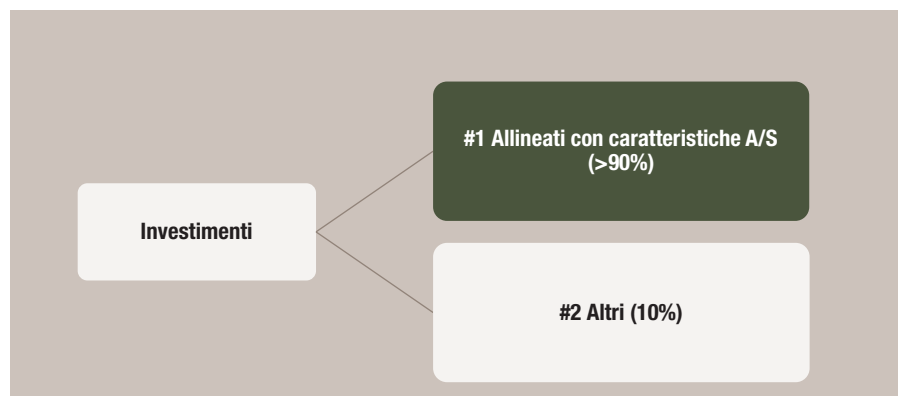 #1 Allineati con caratteristiche A/S
(>90%)
Investimenti
#2 Altri (10%)